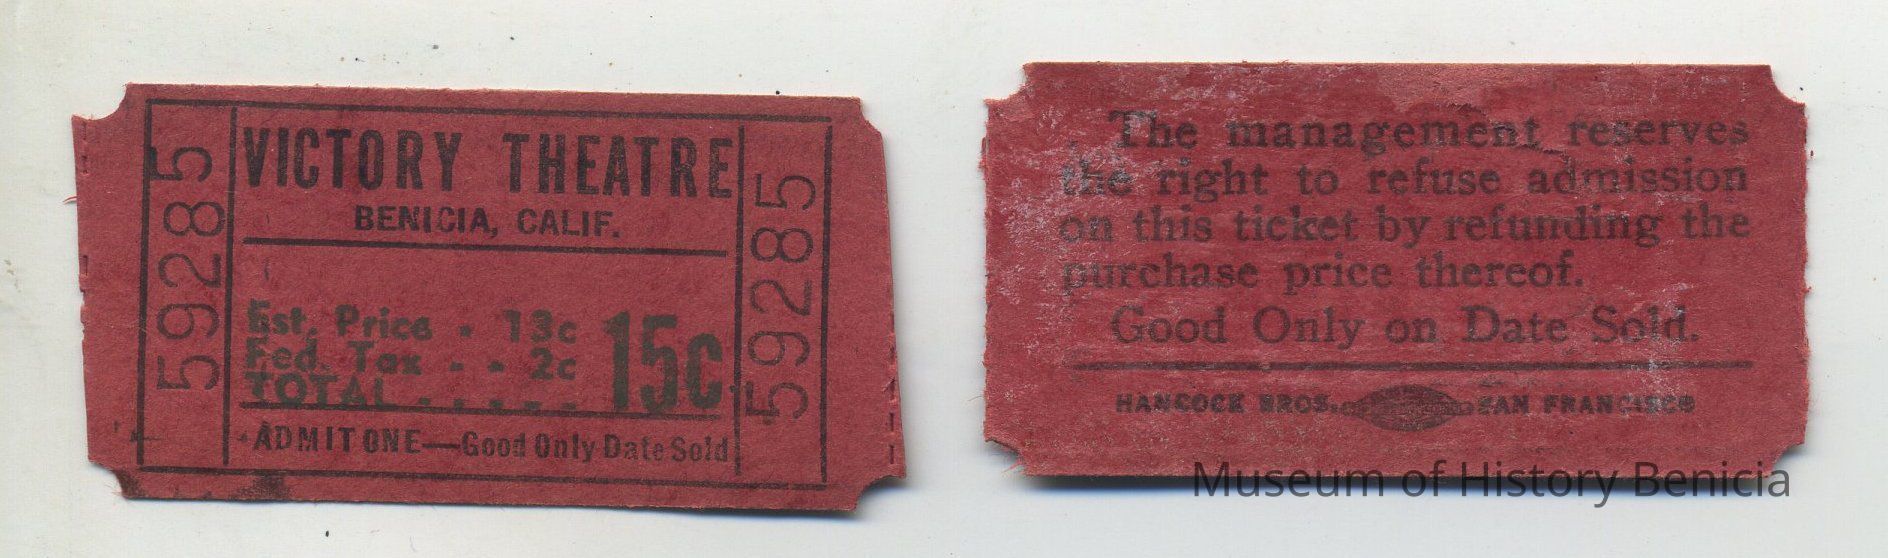 59285
VICTORY THEATRE
BENICIA, CALIF.
Est. Price - 13c
Fed. Tax - - 2c
TOTAL - - - - -
15c
ADMIT ONE—Good Only Date Sold
59285
The management reserves
the right to refuse admission
on this ticket by refunding the
purchase price thereof.
Good Only on Date Sold.
HANCOCK BROS. SAN FRANCISCO
Museum of History Benicia